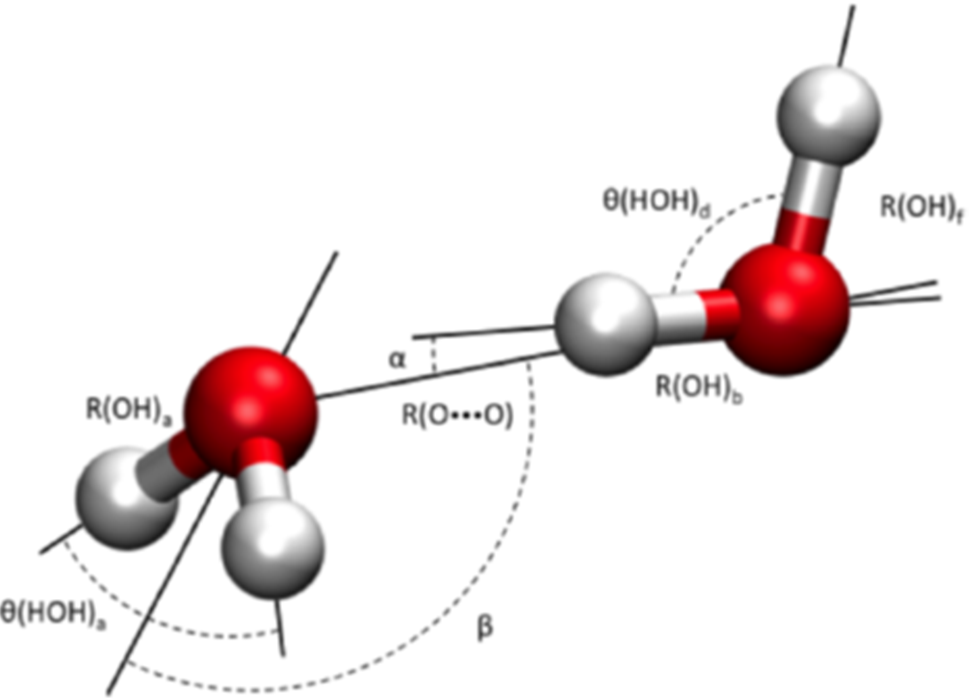 θ(HOH)d
R(OH)f
α
R(OH)b
R(OH)a
R(O•••O)
θ(HOH)a
β